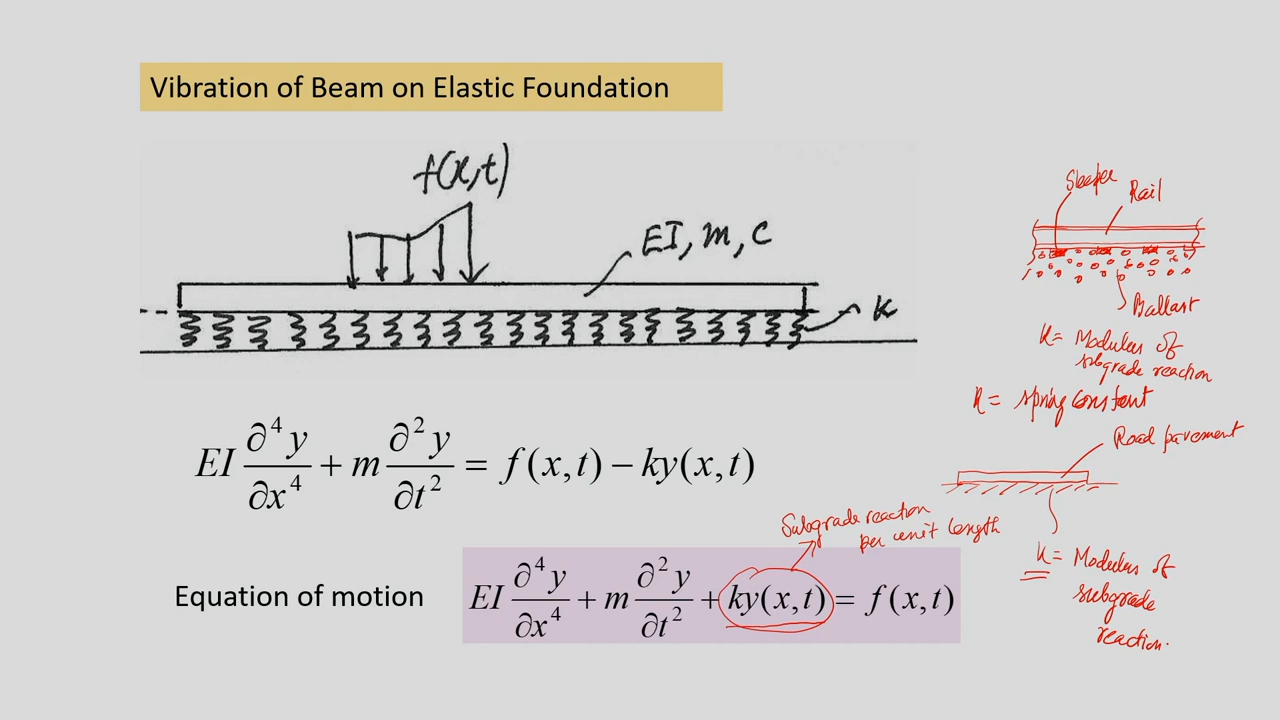 Vibration of Beam on Elastic Foundation
f(x,t)
EI, m, c
k
Sleeper
Rail
Ballast
K = Modulus of
subgrade reaction
k = spring constant
Road pavement
EI ∂⁴y/∂x⁴ + m ∂²y/∂t² = f(x,t) − ky(x,t)
Subgrade reaction
per unit length
Equation of motion EI ∂⁴y/∂x⁴ + m ∂²y/∂t² + ky(x,t) = f(x,t)
k = Modulus of
subgrade
reaction.